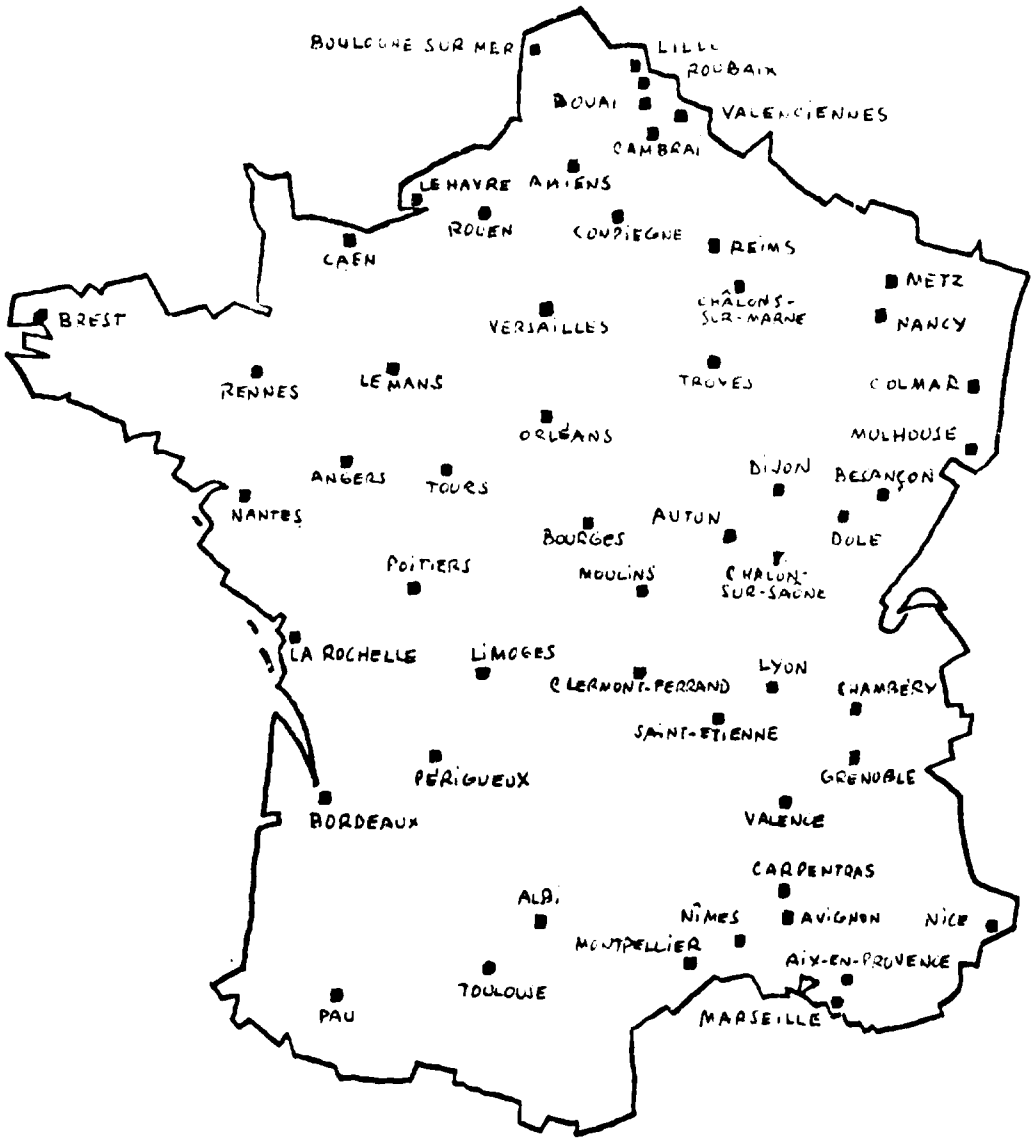 BOULOGNE SUR MER
LILLE
ROUBAIX
DOUAI
VALENCIENNES
CAMBRAI
LE HAVRE
AMIENS
ROUEN
COMPIEGNE
REIMS
CAEN
METZ
CHÂLONS-
SUR-MARNE
BREST
VERSAILLES
NANCY
RENNES
LE MANS
TROYES
COLMAR
ORLÉANS
MULHOUSE
ANGERS
TOURS
DIJON
BESANÇON
NANTES
BOURGES
AUTUN
DOLE
POITIERS
MOULINS
CHALON-
SUR-SAÔNE
LA ROCHELLE
LIMOGES
CLERMONT-FERRAND
LYON
CHAMBÉRY
SAINT-ETIENNE
PÉRIGUEUX
GRENOBLE
BORDEAUX
VALENCE
CARPENTRAS
ALBI
NÎMES
AVIGNON
NICE
MONTPELLIER
AIX-EN-PROVENCE
TOULOUSE
PAU
MARSEILLE